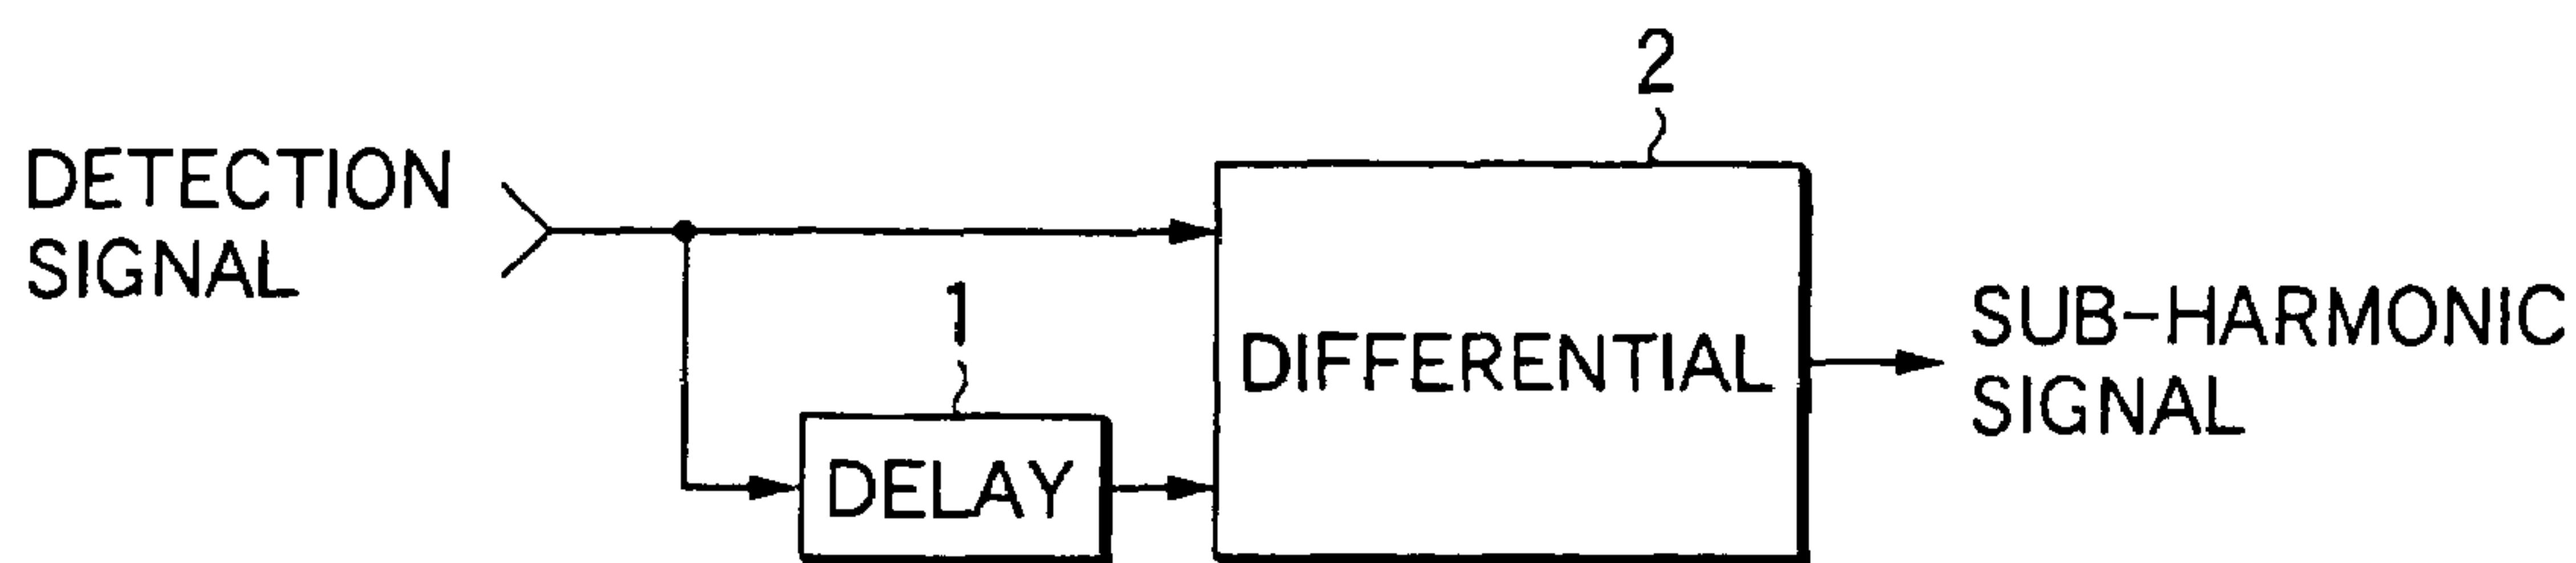 2
DETECTION
SIGNAL
1
DIFFERENTIAL
SUB-HARMONIC
SIGNAL
DELAY